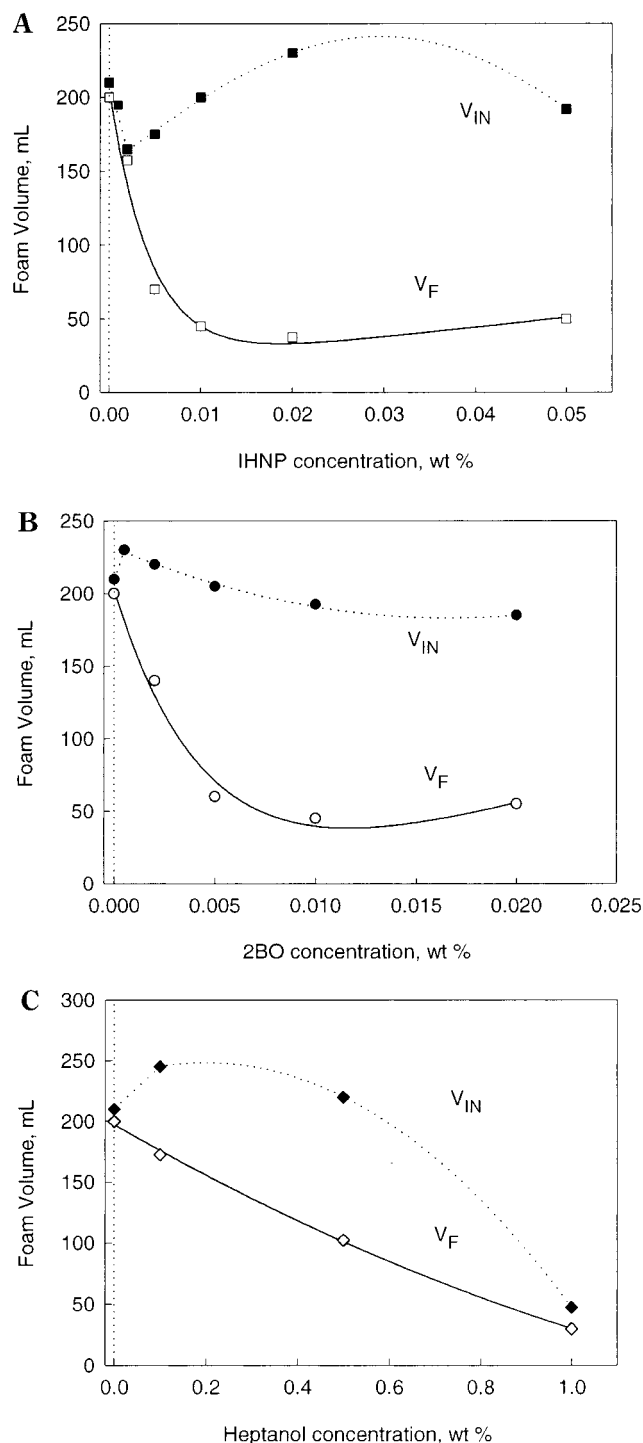 A
250
200
150
100
50
0
Foam Volume, mL
V_IN
V_F
0.00 0.01 0.02 0.03 0.04 0.05
IHNP concentration, wt %
B
250
200
150
100
50
0
Foam Volume, mL
V_IN
V_F
0.000 0.005 0.010 0.015 0.020 0.025
2BO concentration, wt %
C
300
250
200
150
100
50
0
Foam Volume, mL
V_IN
V_F
0.0 0.2 0.4 0.6 0.8 1.0
Heptanol concentration, wt %